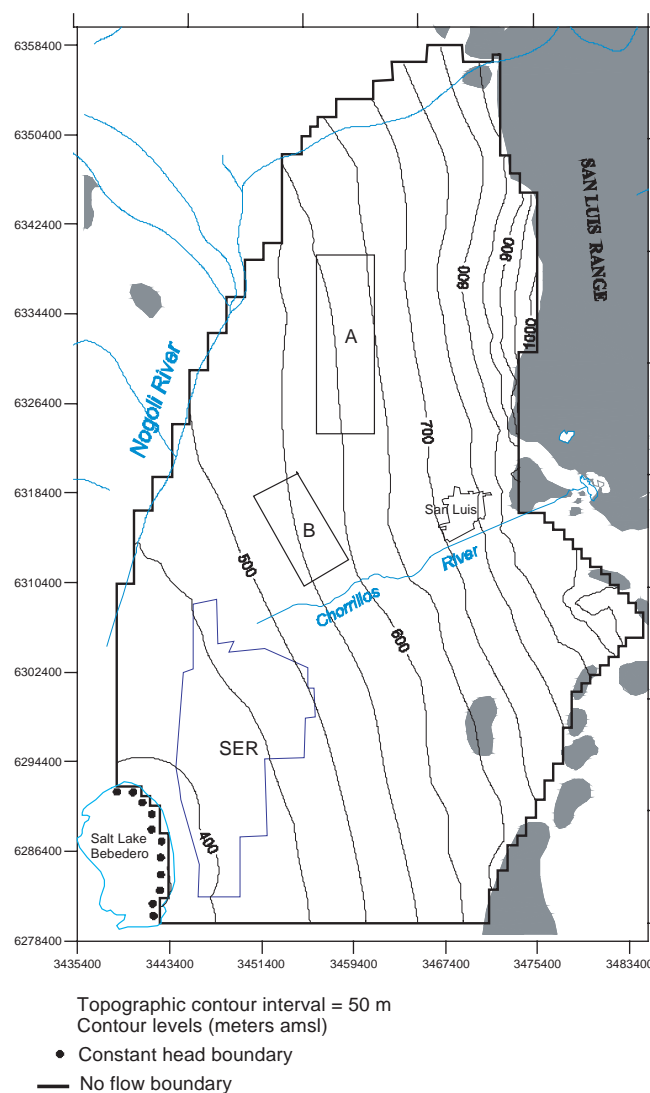 6358400
6350400
SAN LUIS RANGE
6342400
900
800
6334400
A
1000
Nogoli River
6326400
700
6318400
San Luis
B
River
6310400
500
Chorrillos
600
6302400
SER
6294400
Salt Lake
Bebedero
400
6286400
6278400
3435400 3443400 3451400 3459400 3467400 3475400 3483400
Topographic contour interval = 50 m
Contour levels (meters amsl)
Constant head boundary
No flow boundary